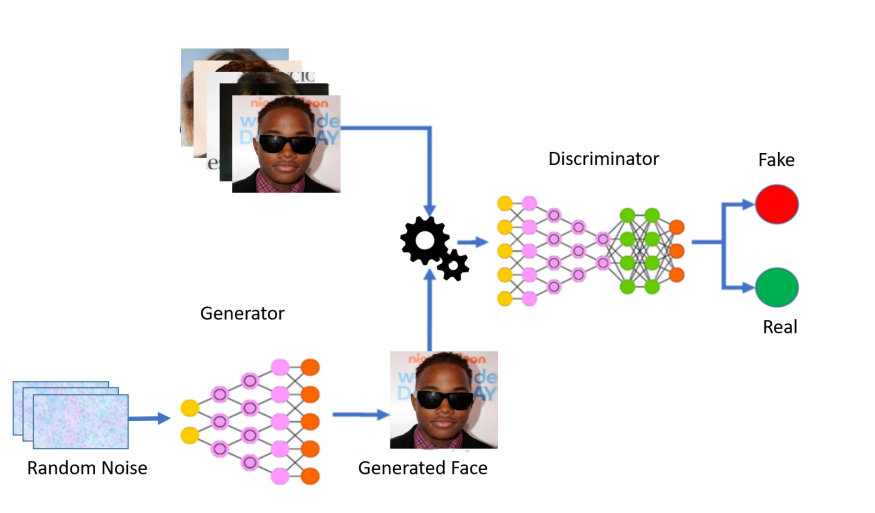 Discriminator
Fake
Generator
Real
Random Noise
Generated Face